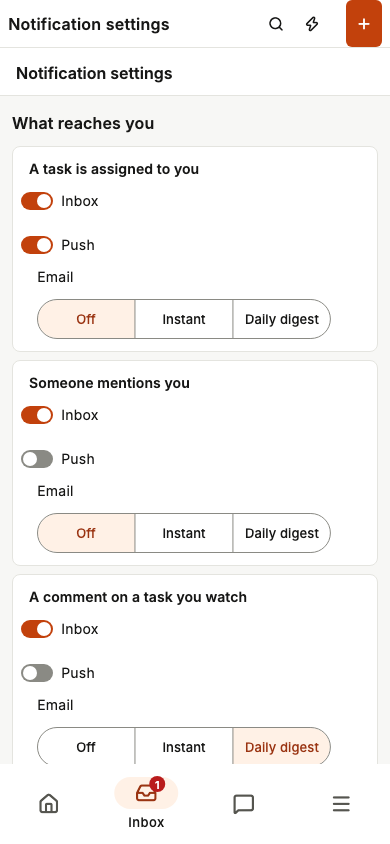 Notification settings
Notification settings
What reaches you
A task is assigned to you
Inbox
Push
Email
Off Instant Daily digest
Someone mentions you
Inbox
Push
Email
Off Instant Daily digest
A comment on a task you watch
Inbox
Push
Email
Off Instant Daily digest
1
Inbox